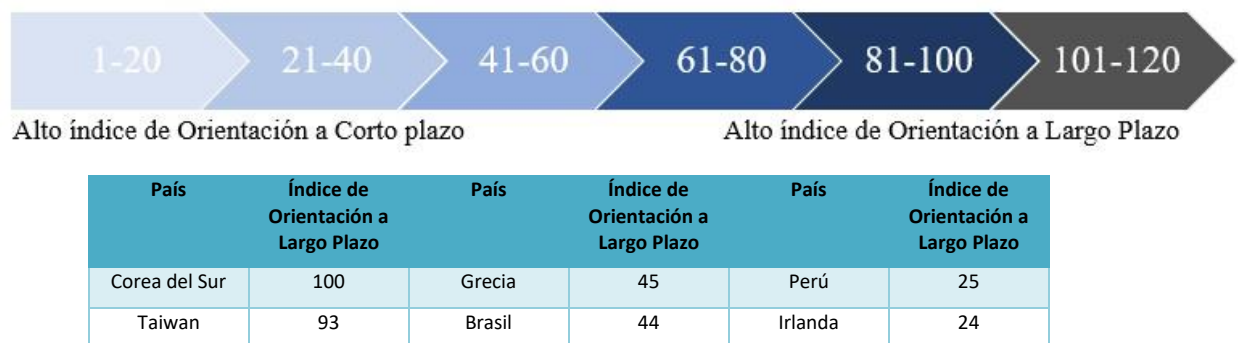 1-20 21-40 41-60 61-80 81-100 101-120
Alto índice de Orientación a Corto plazo Alto índice de Orientación a Largo Plazo
País Índice de Orientación a Largo Plazo País Índice de Orientación a Largo Plazo País Índice de Orientación a Largo Plazo
Corea del Sur 100 Grecia 45 Perú 25
Taiwan 93 Brasil 44 Irlanda 24